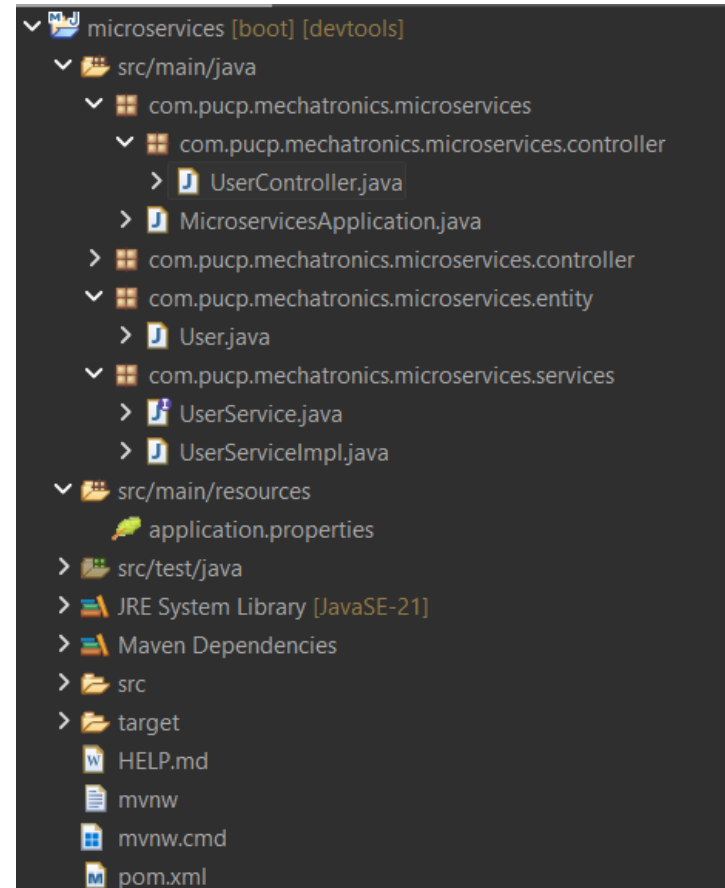 microservices [boot] [devtools]
src/main/java
com.pucp.mechatronics.microservices
com.pucp.mechatronics.microservices.controller
UserController.java
MicroservicesApplication.java
com.pucp.mechatronics.microservices.controller
com.pucp.mechatronics.microservices.entity
User.java
com.pucp.mechatronics.microservices.services
UserService.java
UserServiceImpl.java
src/main/resources
application.properties
src/test/java
JRE System Library [JavaSE-21]
Maven Dependencies
src
target
HELP.md
mvnw
mvnw.cmd
pom.xml